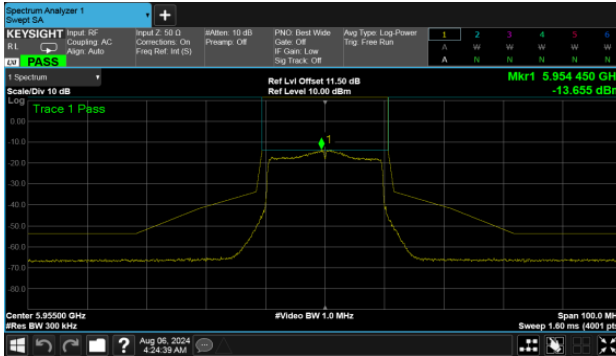 Spectrum Analyzer 1
Swept SA
+
KEYSIGHT Input: RF Input Z: 50 Ω #Atten: 10 dB PNO: Best Wide Avg Type: Log-Power 1 2 3 4 5 6
RL Coupling: AC Corrections: On Preamp: Off Gate: Off Trig: Free Run
Align: Auto Freq Ref: Int (S) IF Gain: Low A W W W W W
Sig Track: Off A N N N N N
PASS
1 Spectrum
Scale/Div 10 dB
Ref Lvl Offset 11.50 dB
Ref Level 10.00 dBm
Mkr1 5.954 450 GH
-13.655 dBr
Log
Trace 1 Pass
0.00
-10.0
1
-20.0
-30.0
-40.0
-50.0
-60.0
-70.0
-80.0
Center 5.95500 GHz
#Res BW 300 kHz
#Video BW 1.0 MHz
Span 100.0 MH
Sweep 1.60 ms (4001 pts
Aug 06, 2024
4:24:39 AM
?